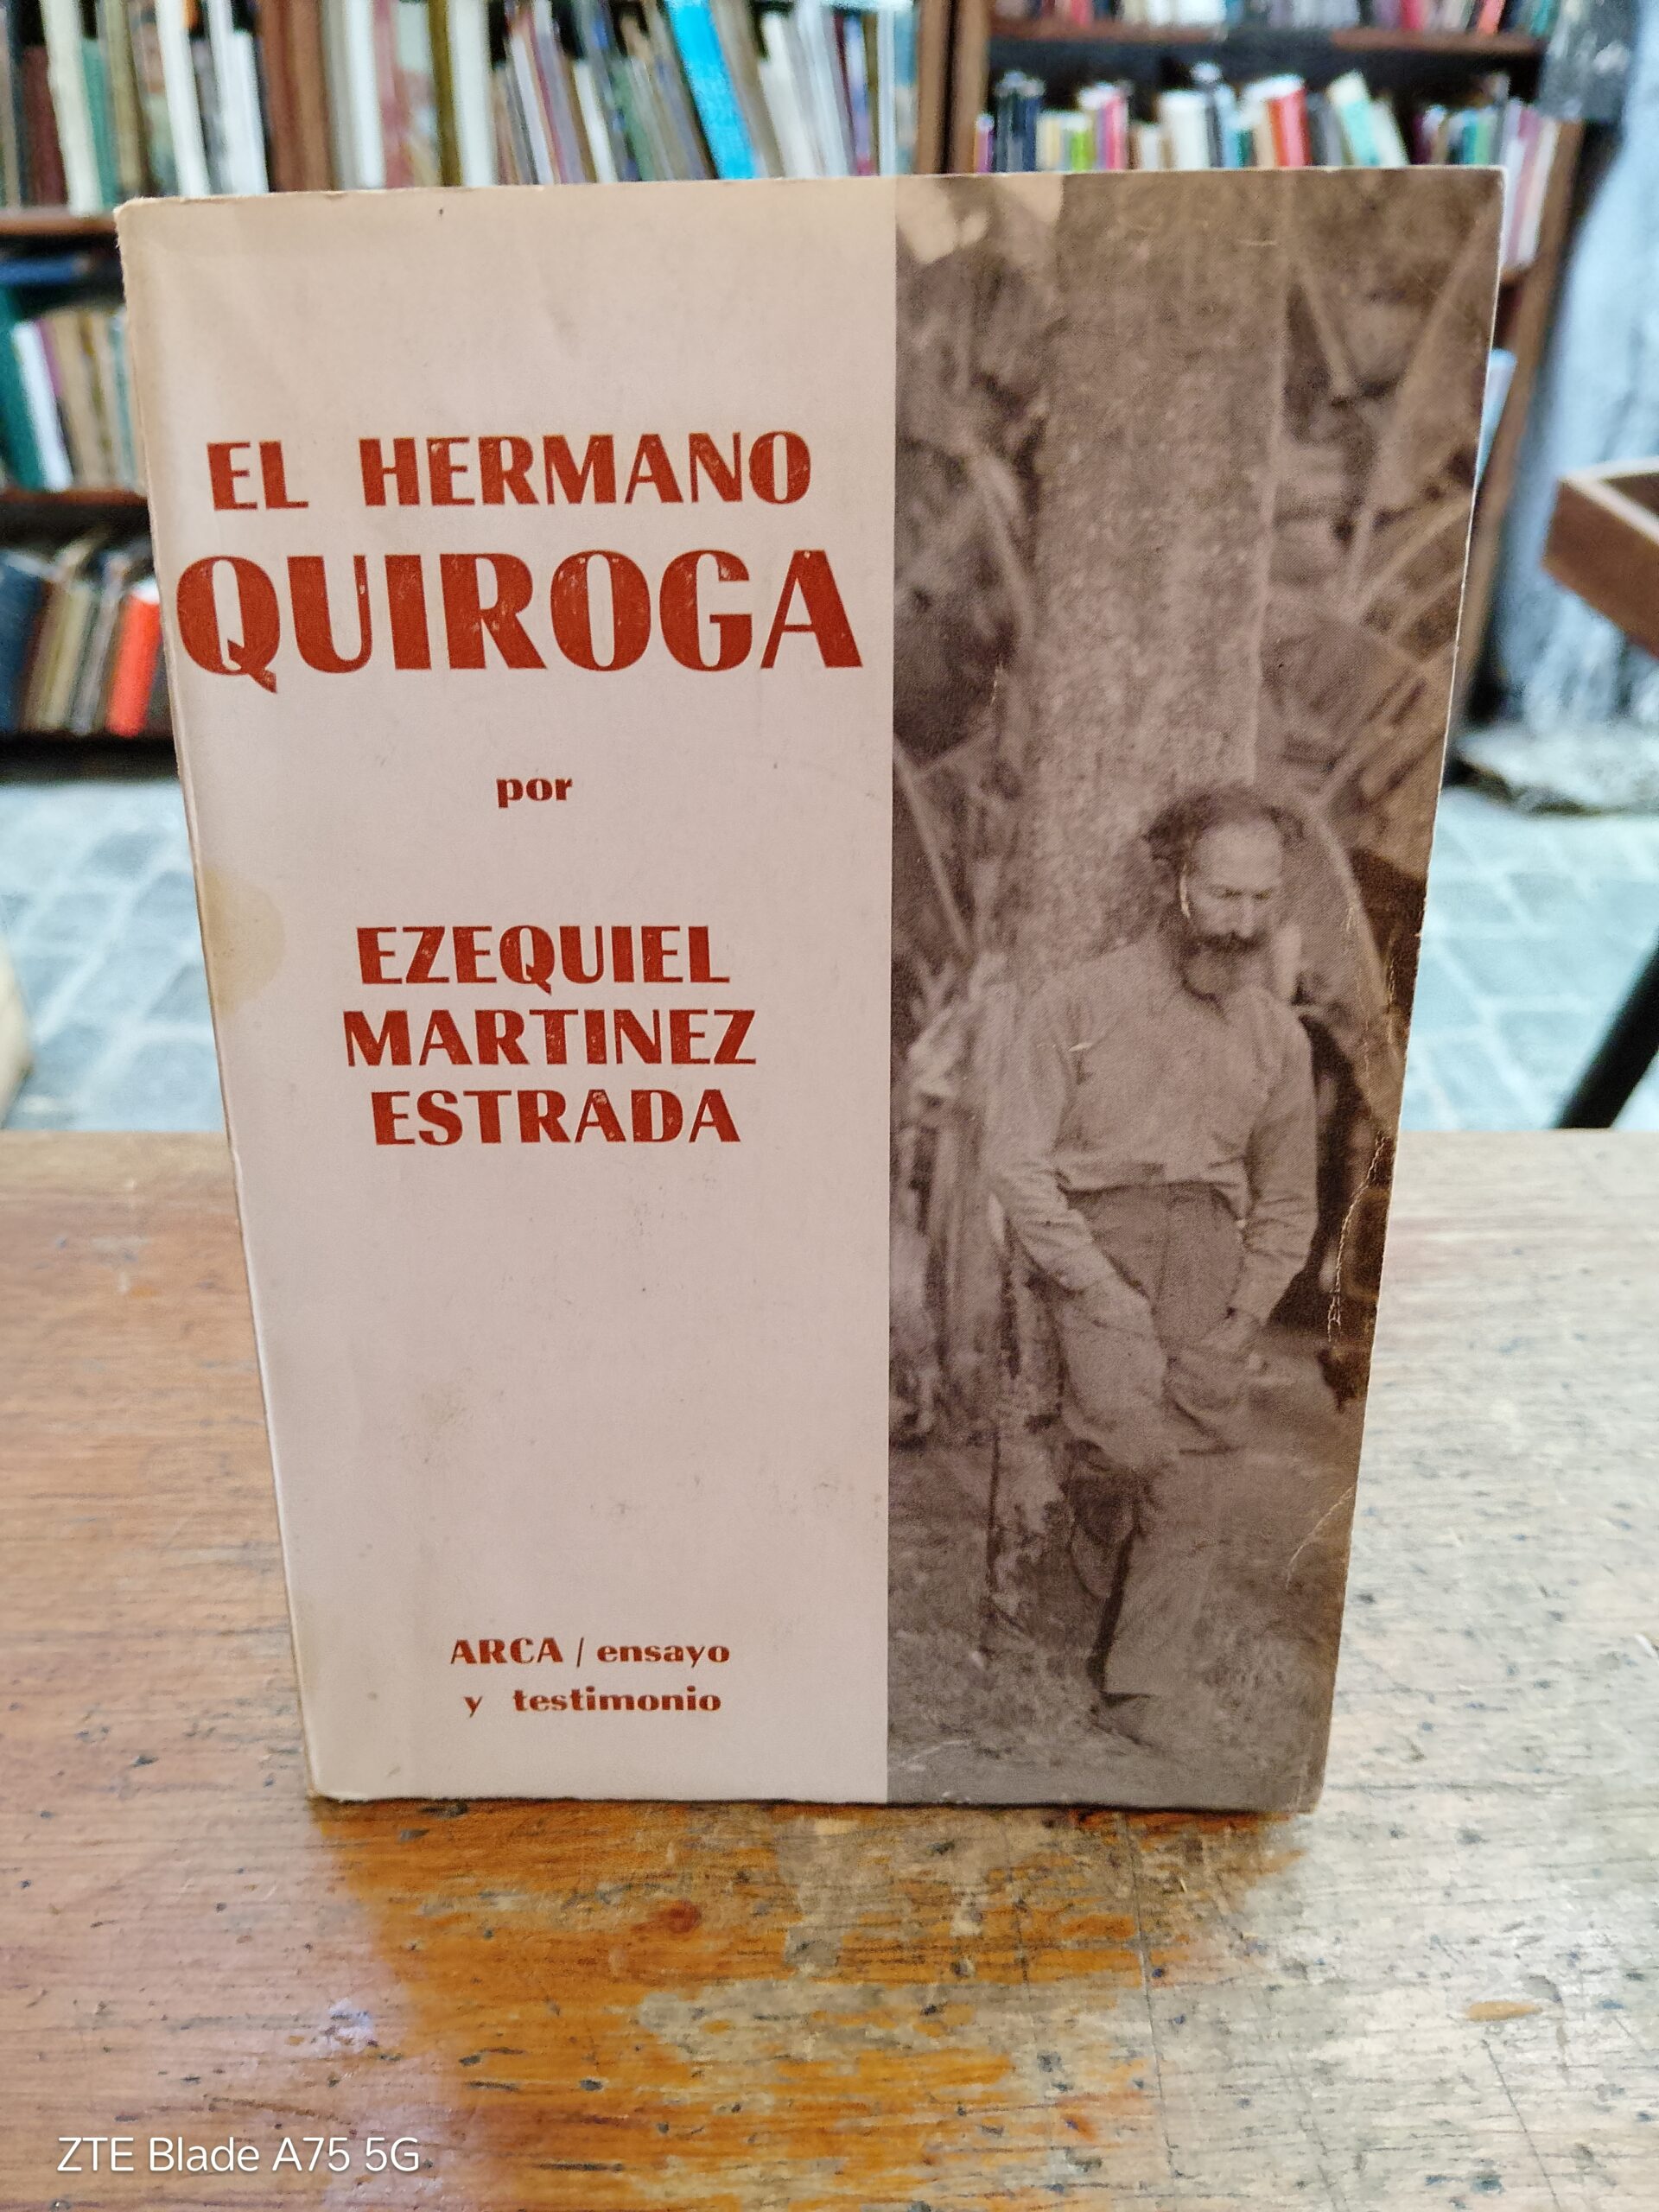 EL HERMANO
QUIROGA
por
EZEQUIEL
MARTINEZ
ESTRADA
ARCA / ensayo
y testimonio
ZTE Blade A75 5G